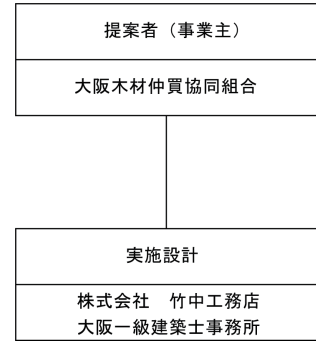 提案者（事業主）
大阪木材仲買協同組合
実施設計
株式会社　竹中工務店
大阪一級建築士事務所